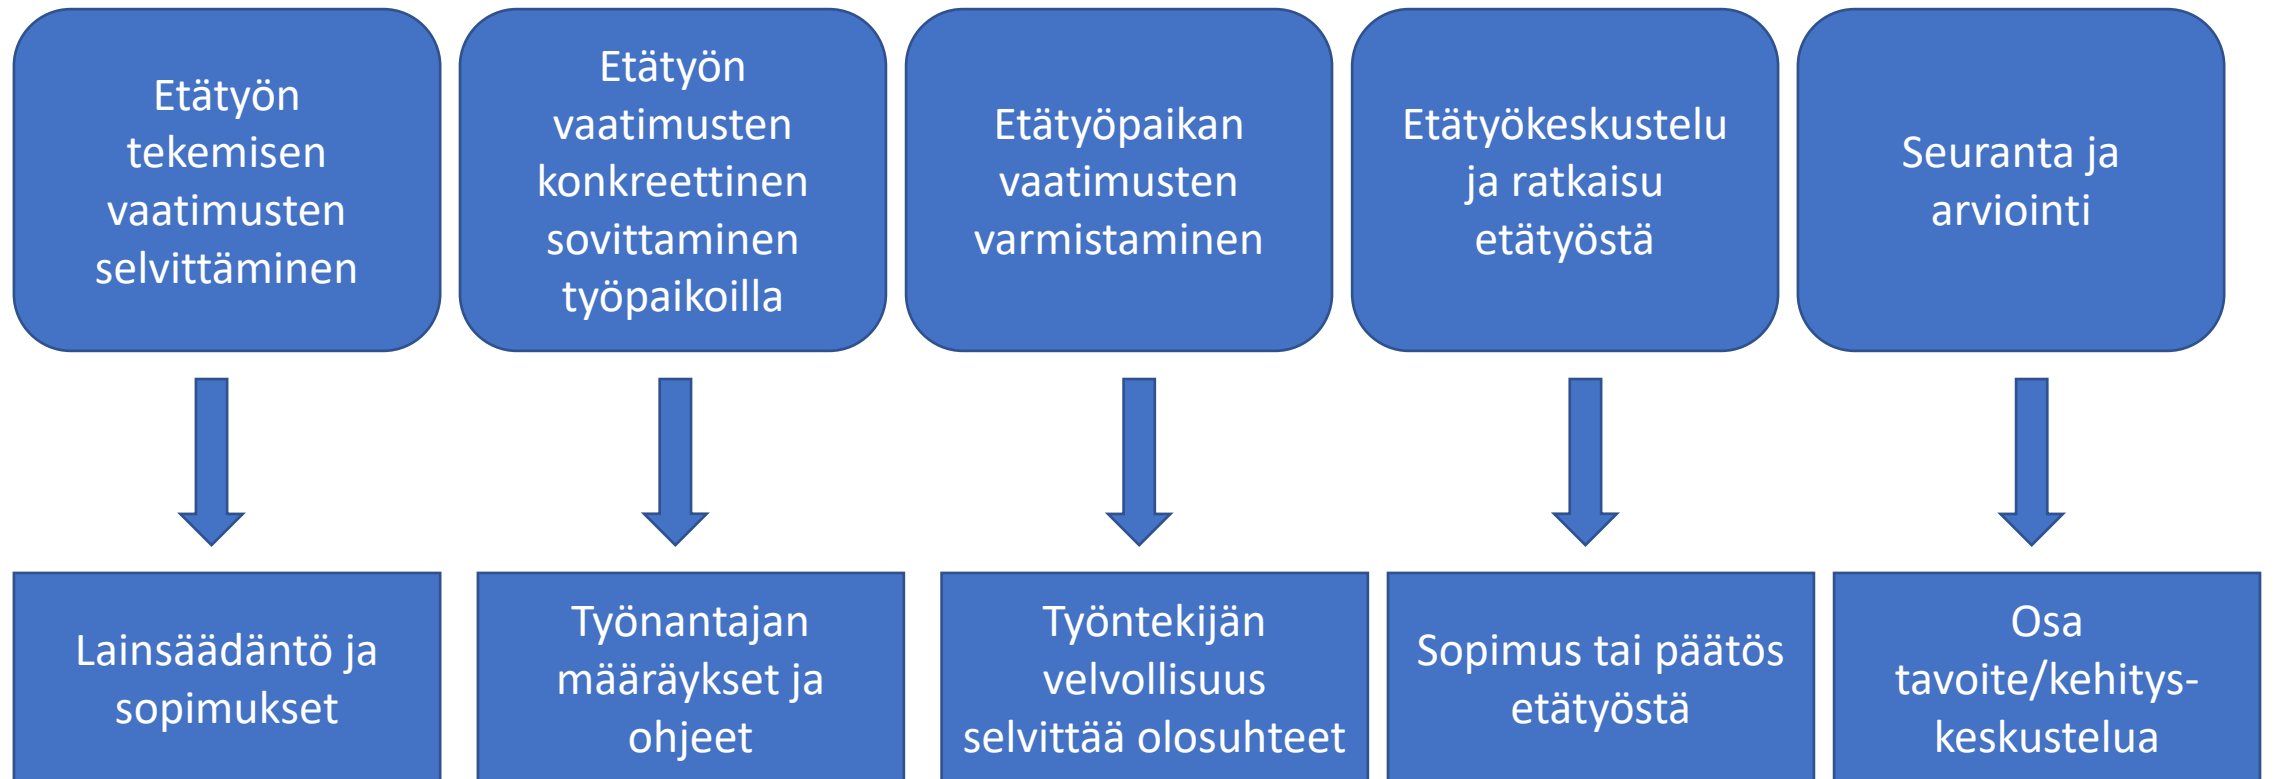 Etätyön
tekemisen
vaatimusten
selvittäminen
Etätyön
vaatimusten
konkreettinen
sovittaminen
työpaikoilla
Etätyöpaikan
vaatimusten
varmistaminen
Etätyökeskustelu
ja ratkaisu
etätyöstä
Seuranta ja
arviointi
Lainsäädäntö ja
sopimukset
Työnantajan
määräykset ja
ohjeet
Työntekijän
velvollisuus
selvittää olosuhteet
Sopimus tai päätös
etätyöstä
Osa
tavoite/kehitys-
keskustelua